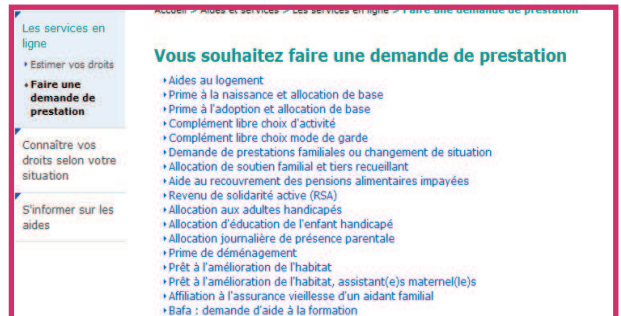 Accueil > Aides et services > Les services en ligne > Faire une demande de prestation
Les services en
ligne
Estimer vos droits
Faire une
demande de
prestation
Connaître vos
droits selon votre
situation
S'informer sur les
aides
Vous souhaitez faire une demande de prestation
Aides au logement
Prime à la naissance et allocation de base
Prime à l'adoption et allocation de base
Complément libre choix d'activité
Complément libre choix mode de garde
Demande de prestations familiales ou changement de situation
Allocation de soutien familial et tiers recueillant
Aide au recouvrement des pensions alimentaires impayées
Revenu de solidarité active (RSA)
Allocation aux adultes handicapés
Allocation d'éducation de l'enfant handicapé
Allocation journalière de présence parentale
Prime de déménagement
Prêt à l'amélioration de l'habitat
Prêt à l'amélioration de l'habitat, assistant(e)s maternel(le)s
Affiliation à l'assurance vieillesse d'un aidant familial
Bafa : demande d'aide à la formation